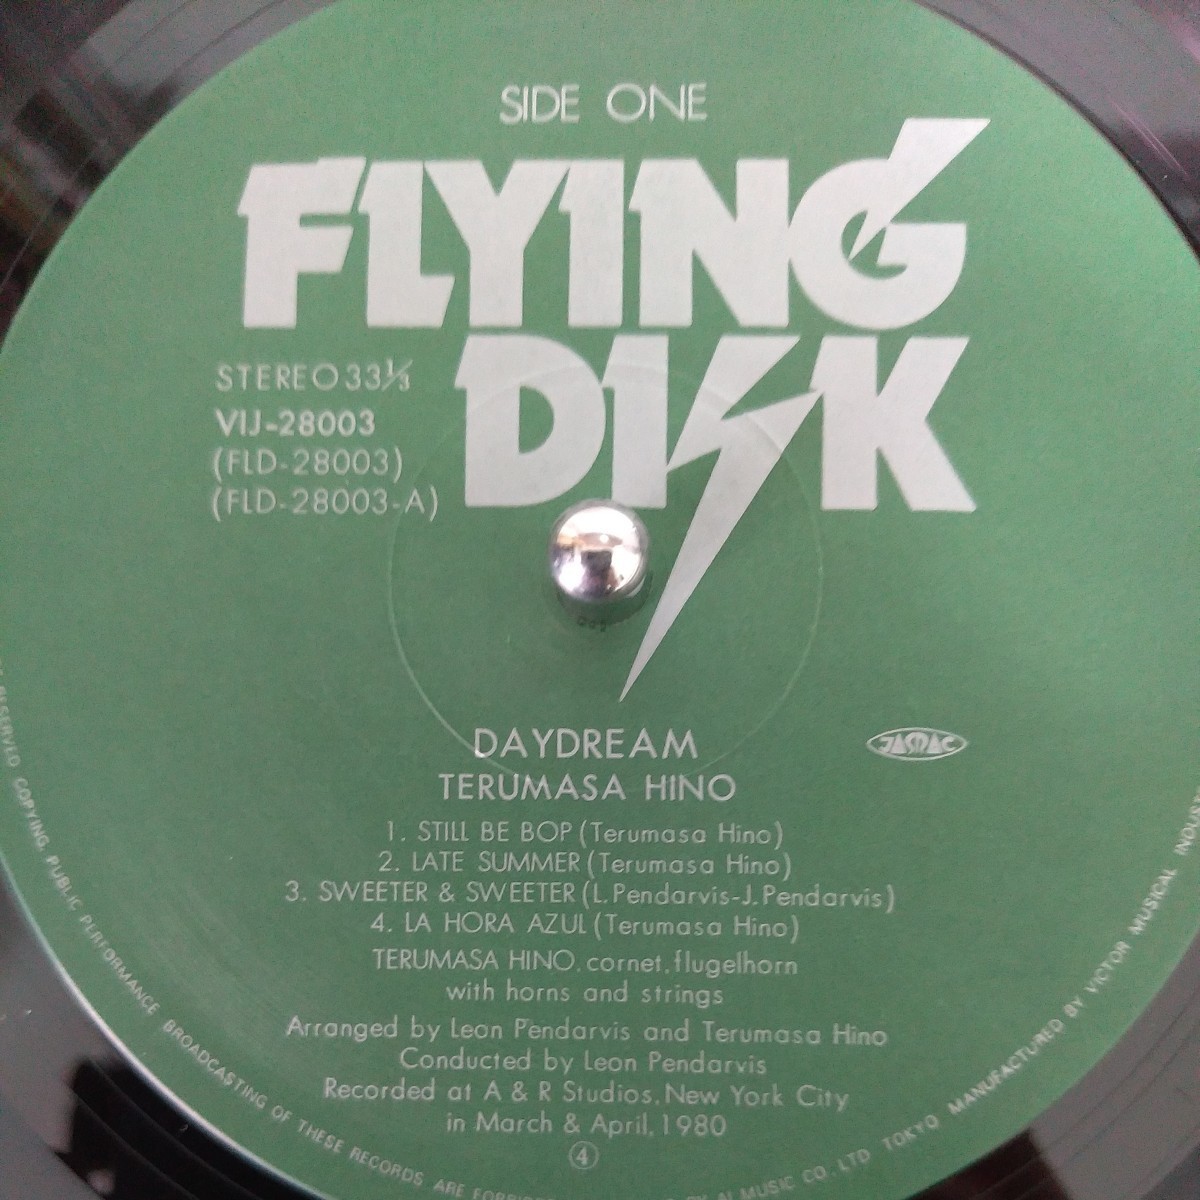 SIDE ONE
FLYING
DISK
STEREO 33⅓
VIJ-28003
(FLD-28003)
(FLD-28003-A)
DAYDREAM
JASRAC
TERUMASA HINO
1. STILL BE BOP (Terumasa Hino)
2. LATE SUMMER (Terumasa Hino)
3. SWEETER & SWEETER (L. Pendarvis-J. Pendarvis)
4. LA HORA AZUL (Terumasa Hino)
TERUMASA HINO. cornet. flugelhorn
with horns and strings
Arranged by Leon Pendarvis and Terumasa Hino
Conducted by Leon Pendarvis
Recorded at A & R Studios. New York City
in March & April, 1980
4
RESERVED COPYING, PUBLIC PERFORMANCE BROADCASTING OF THESE RECORDS ARE
AI MUSIC CO. LTD TOKYO MANUFACTURED BY VICTOR MUSICAL